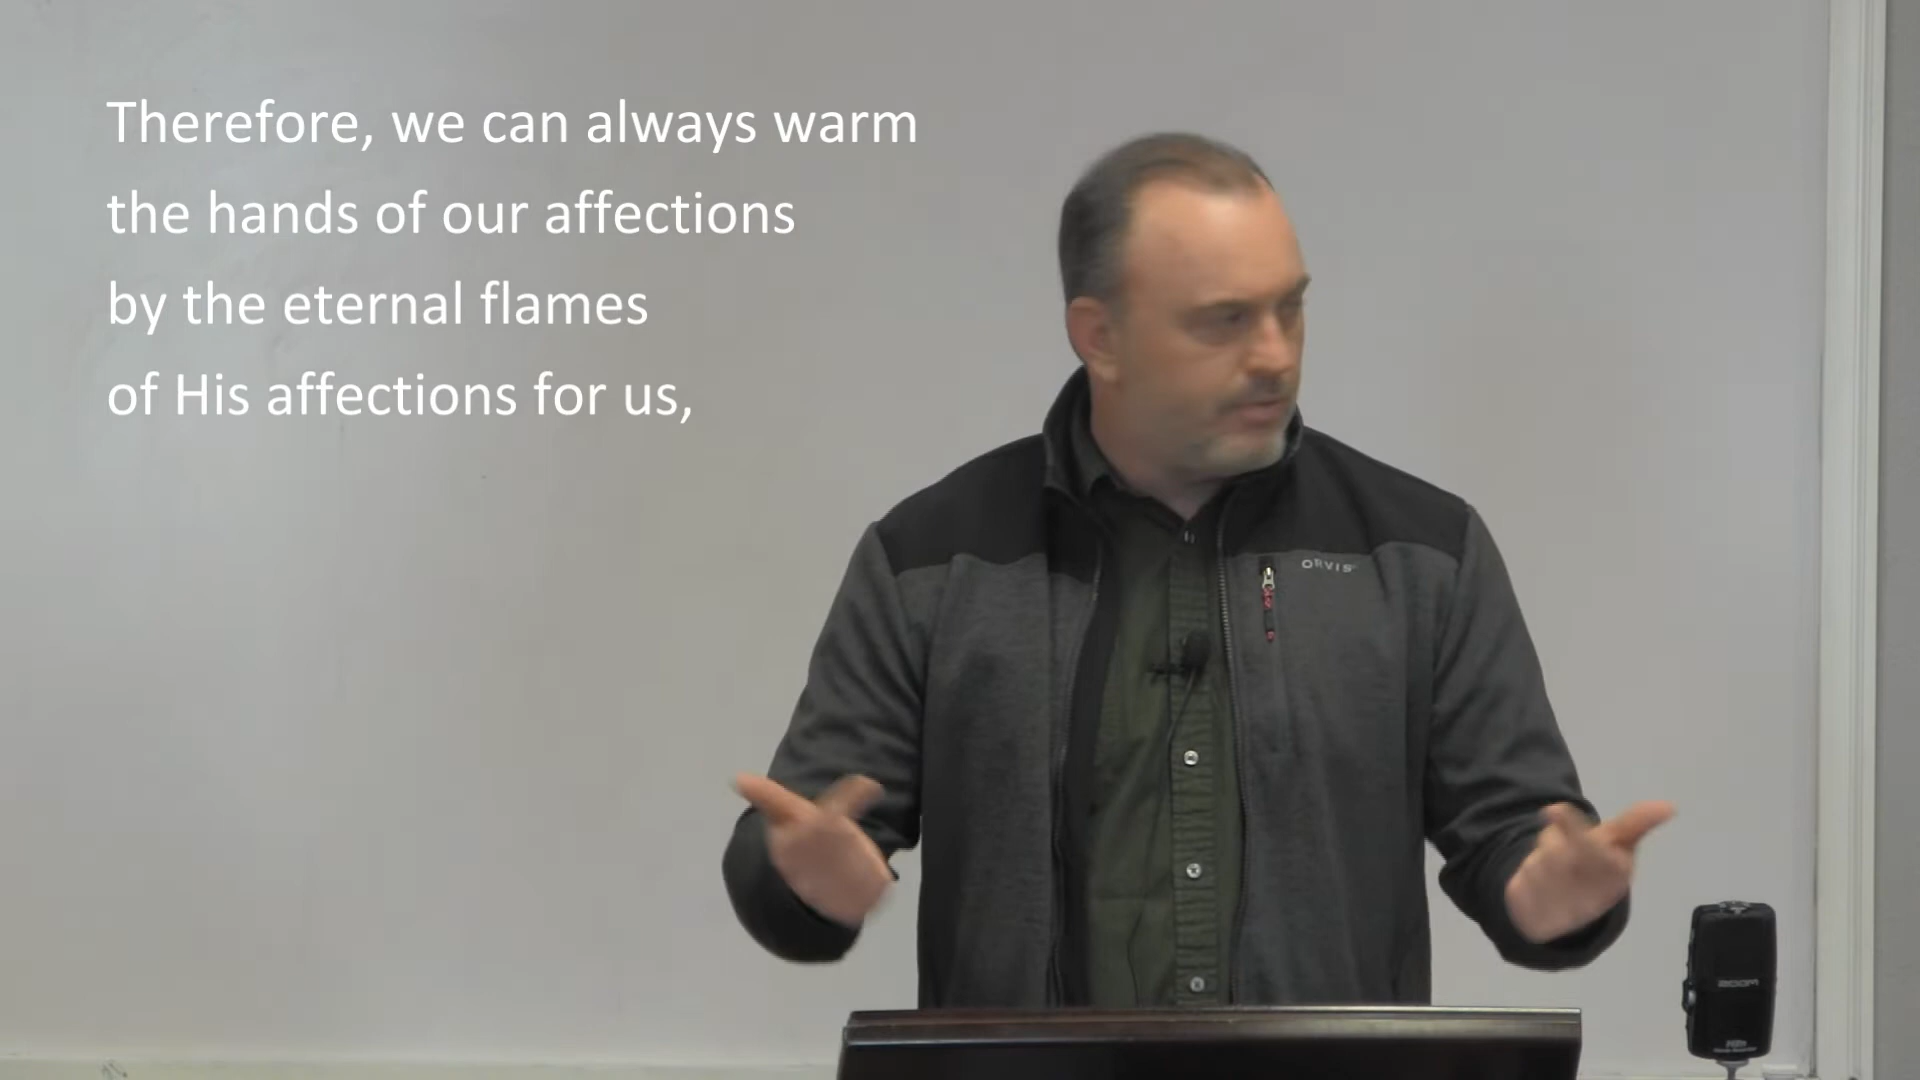 Therefore, we can always warm
the hands of our affections
by the eternal flames
of His affections for us,
ORVIS
zoom